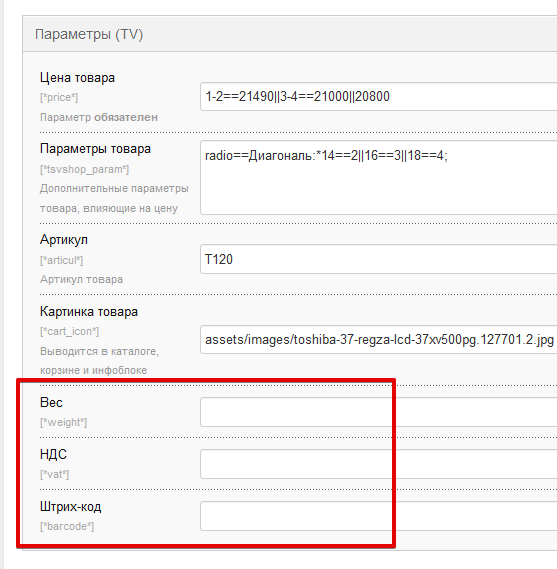 Параметры (TV)
Цена товара
[*price*]
Параметр обязателен
1-2==21490||3-4==21000||20800
Параметры товара
[*tsvshop_param*]
Дополнительные параметры
товара, влияющие на цену
radio==Диагональ:*14==2||16==3||18==4;
Артикул
[*articul*]
Артикул товара
T120
Картинка товара
[*cart_icon*]
Выводится в каталоге,
корзине и инфоблоке
assets/images/toshiba-37-regza-lcd-37xv500pg.127701.2.jpg
Вес
[*weight*]
НДС
[*vat*]
Штрих-код
[*barcode*]